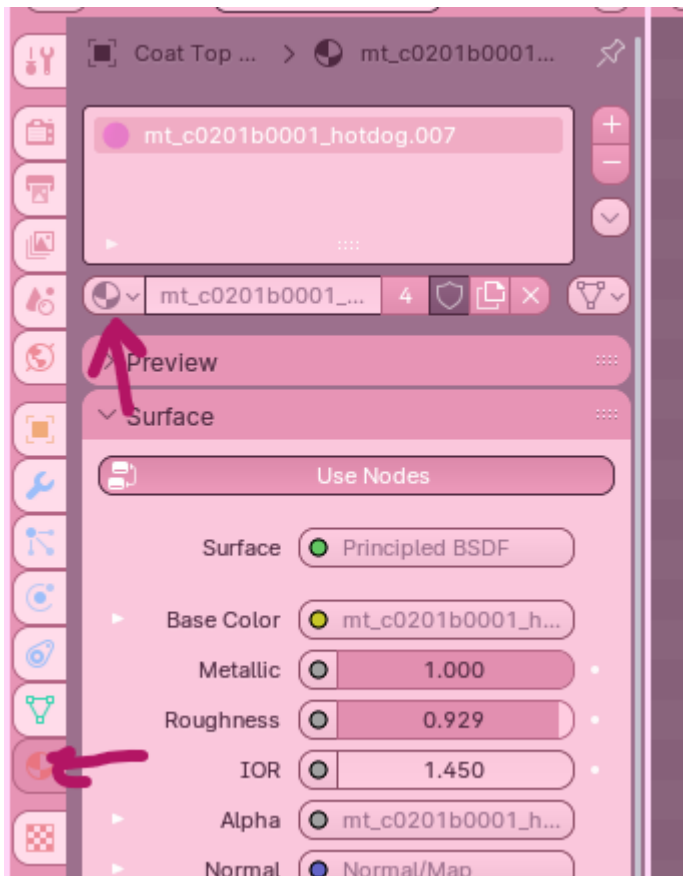 Coat Top ... > mt_c0201b0001...
mt_c0201b0001_hotdog.007
mt_c0201b0001_... 4
Preview
Surface
Use Nodes
Surface Principled BSDF
Base Color mt_c0201b0001_h...
Metallic 1.000
Roughness 0.929
IOR 1.450
Alpha mt_c0201b0001_h...
Normal Normal/Map